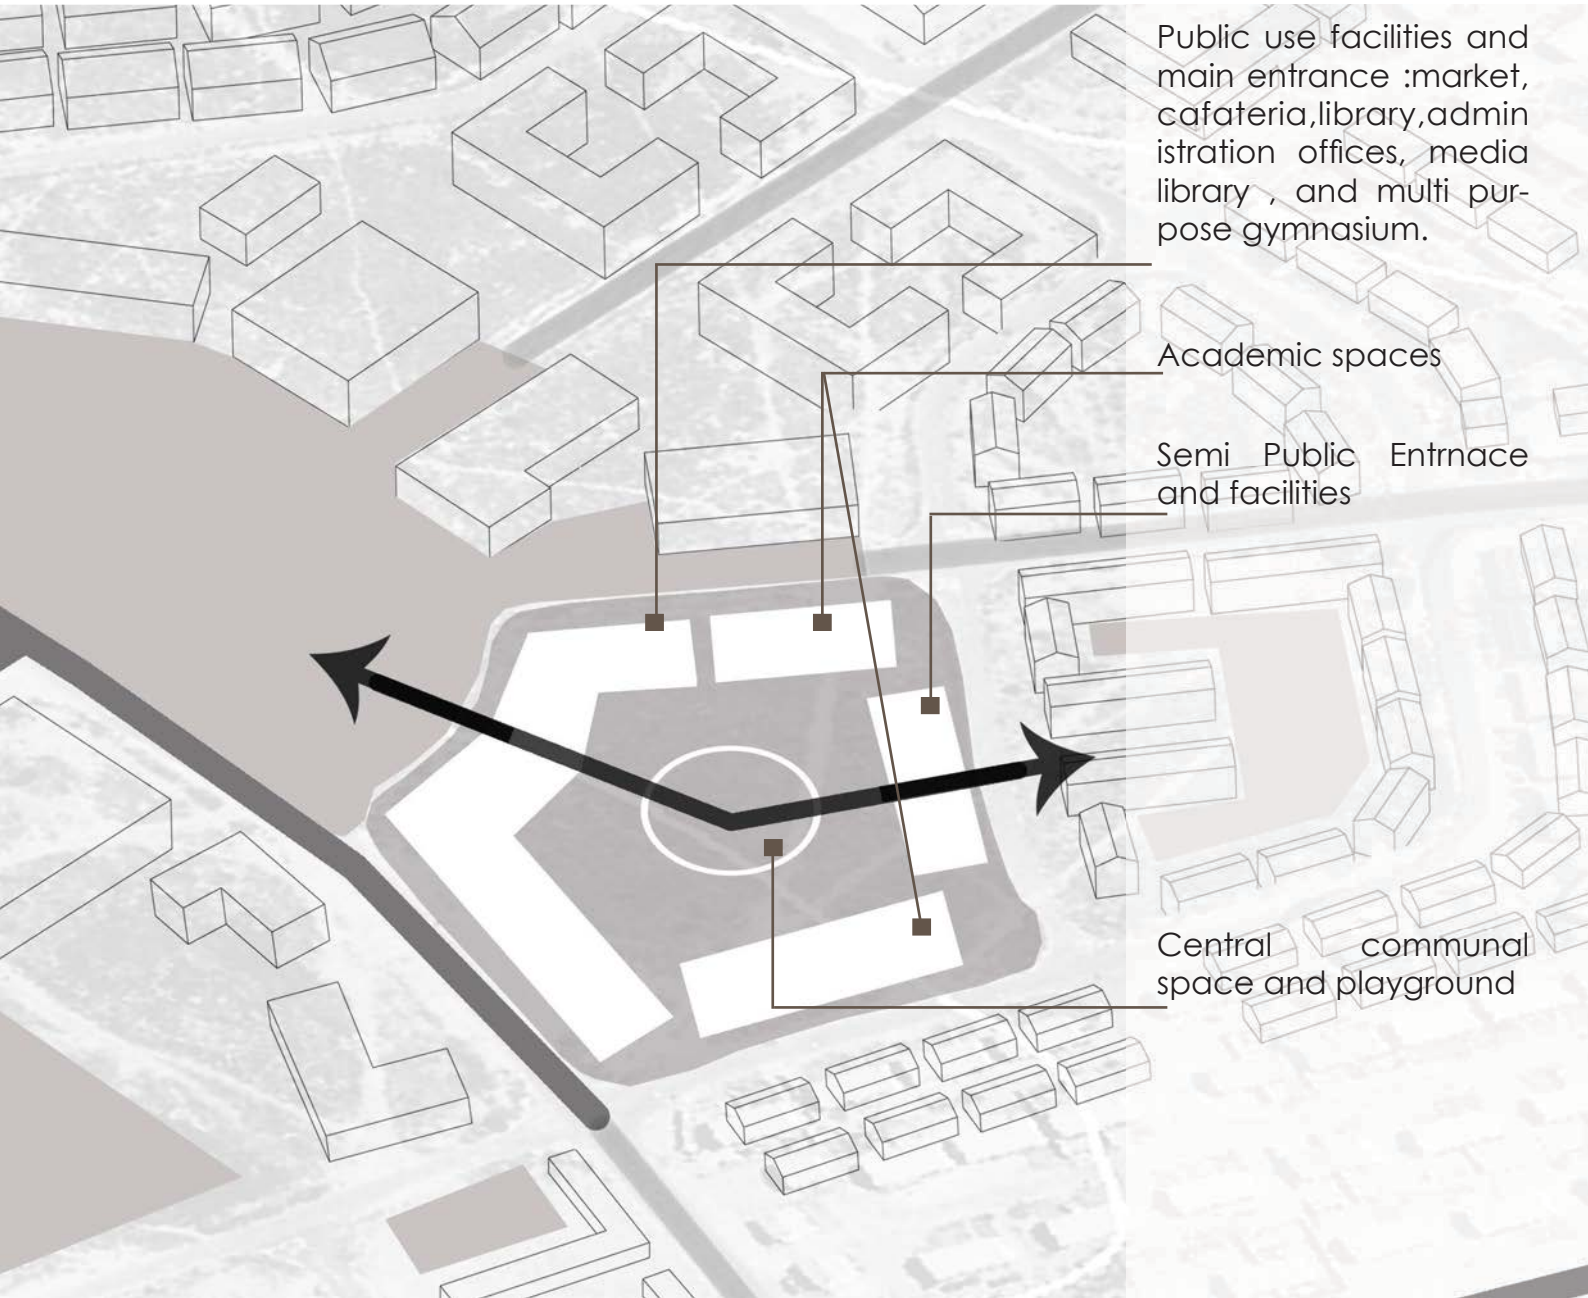 Public use facilities and
main entrance :market,
cafateria,library,admin
istration offices, media
library , and multi pur-
pose gymnasium.
Academic spaces
Semi Public Entrnace
and facilities
Central communal
space and playground